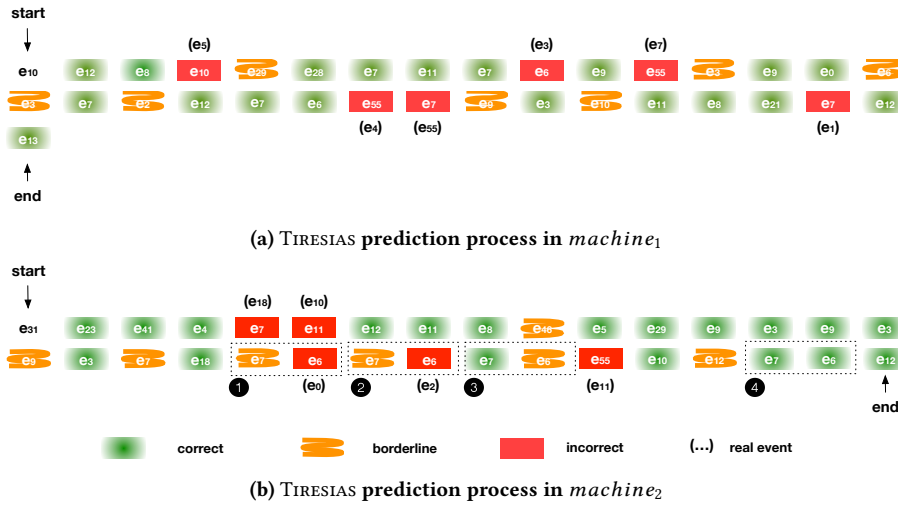 start
(e5) (e3) (e7)
e10 e12 e8 e10 e29 e28 e7 e11 e7 e6 e9 e55 e3 e9 e0 e6
e3 e7 e2 e12 e7 e6 e55 e7 e9 e3 e10 e11 e8 e21 e7 e12
(e4) (e55) (e1)
e13
end
(a) TIRESIAS prediction process in machine1
start
(e18) (e10)
e31 e23 e41 e4 e7 e11 e12 e11 e8 e48 e5 e29 e9 e3 e9 e3
e9 e3 e7 e18 e7 e6 e7 e6 e7 e6 e55 e10 e12 e7 e6 e12
1 (e0) 2 (e2) 3 (e11) 4
end
correct borderline incorrect (...) real event
(b) TIRESIAS prediction process in machine2